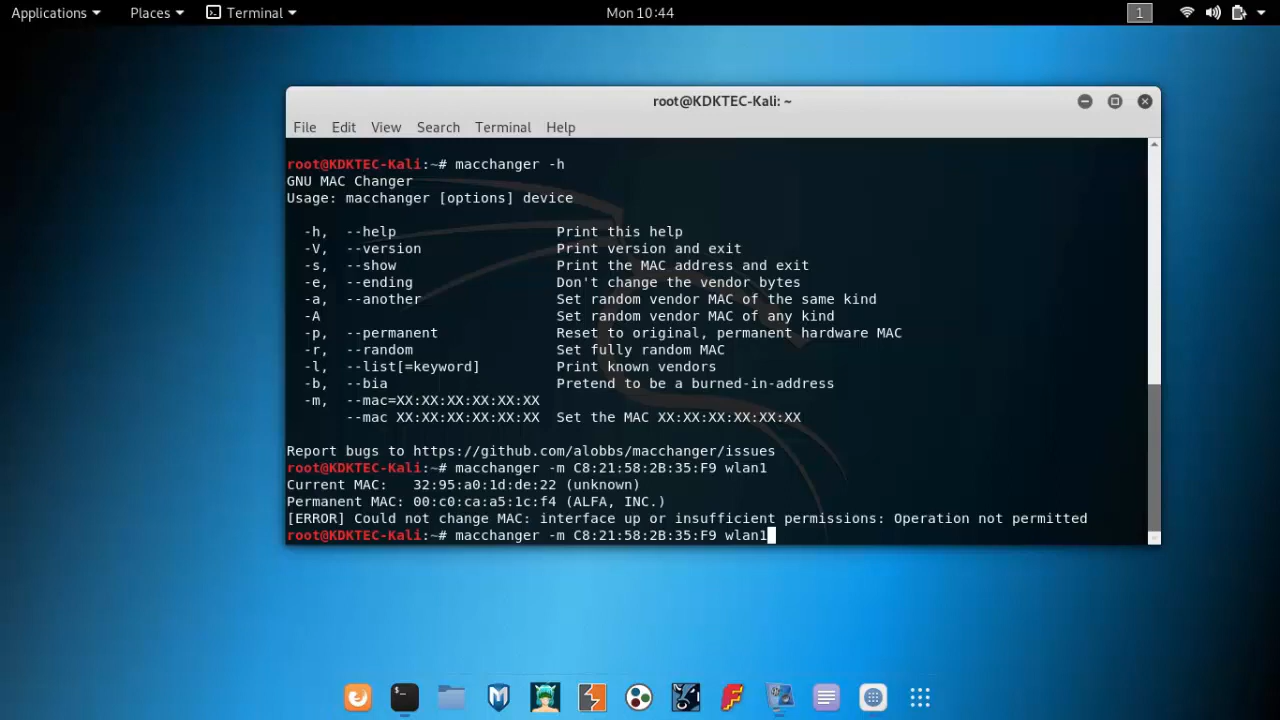 Applications Places Terminal Mon 10:44 1
root@KDKTEC-Kali: ~
File Edit View Search Terminal Help
root@KDKTEC-Kali:~# macchanger -h
GNU MAC Changer
Usage: macchanger [options] device
-h, --help Print this help
-V, --version Print version and exit
-s, --show Print the MAC address and exit
-e, --ending Don't change the vendor bytes
-a, --another Set random vendor MAC of the same kind
-A Set random vendor MAC of any kind
-p, --permanent Reset to original, permanent hardware MAC
-r, --random Set fully random MAC
-l, --list[=keyword] Print known vendors
-b, --bia Pretend to be a burned-in-address
-m, --mac=XX:XX:XX:XX:XX:XX
--mac XX:XX:XX:XX:XX:XX Set the MAC XX:XX:XX:XX:XX:XX
Report bugs to https://github.com/alobbs/macchanger/issues
root@KDKTEC-Kali:~# macchanger -m C8:21:58:2B:35:F9 wlan1
Current MAC: 32:95:a0:1d:de:22 (unknown)
Permanent MAC: 00:c0:ca:a5:1c:f4 (ALFA, INC.)
[ERROR] Could not change MAC: interface up or insufficient permissions: Operation not permitted
root@KDKTEC-Kali:~# macchanger -m C8:21:58:2B:35:F9 wlan1